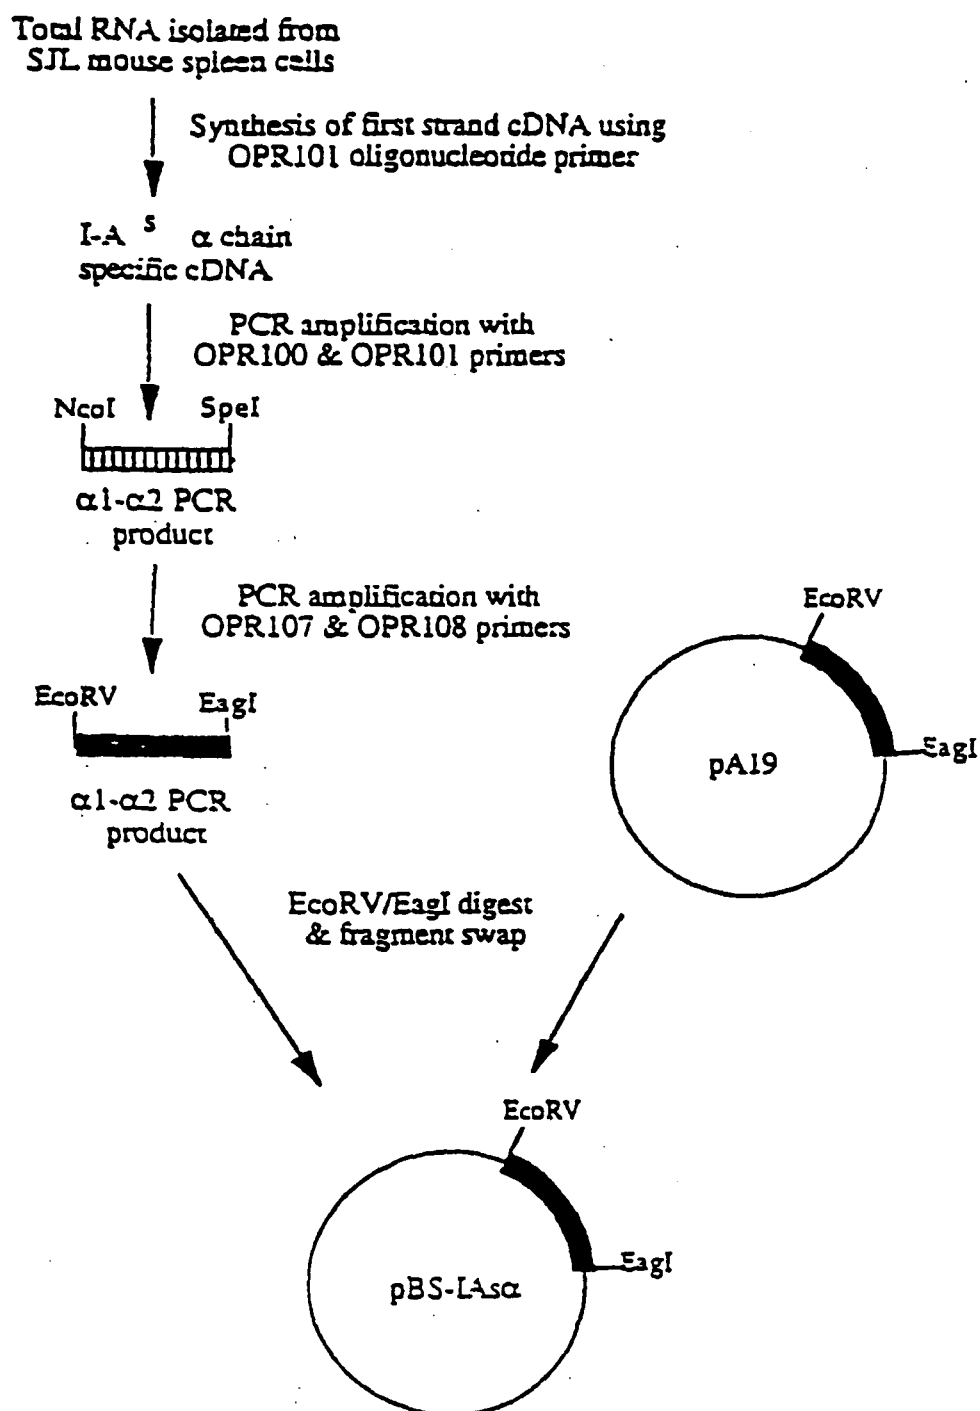 Total RNA isolated from
SJL mouse spleen cells
Synthesis of first strand cDNA using
OPR101 oligonucleotide primer
I-A s α chain
specific cDNA
PCR amplification with
OPR100 & OPR101 primers
NcoI SpeI
α1-α2 PCR
product
PCR amplification with
OPR107 & OPR108 primers
EcoRV
EcoRV EagI
pA19
EagI
α1-α2 PCR
product
EcoRV/EagI digest
& fragment swap
EcoRV
EagI
pBS-IAsα